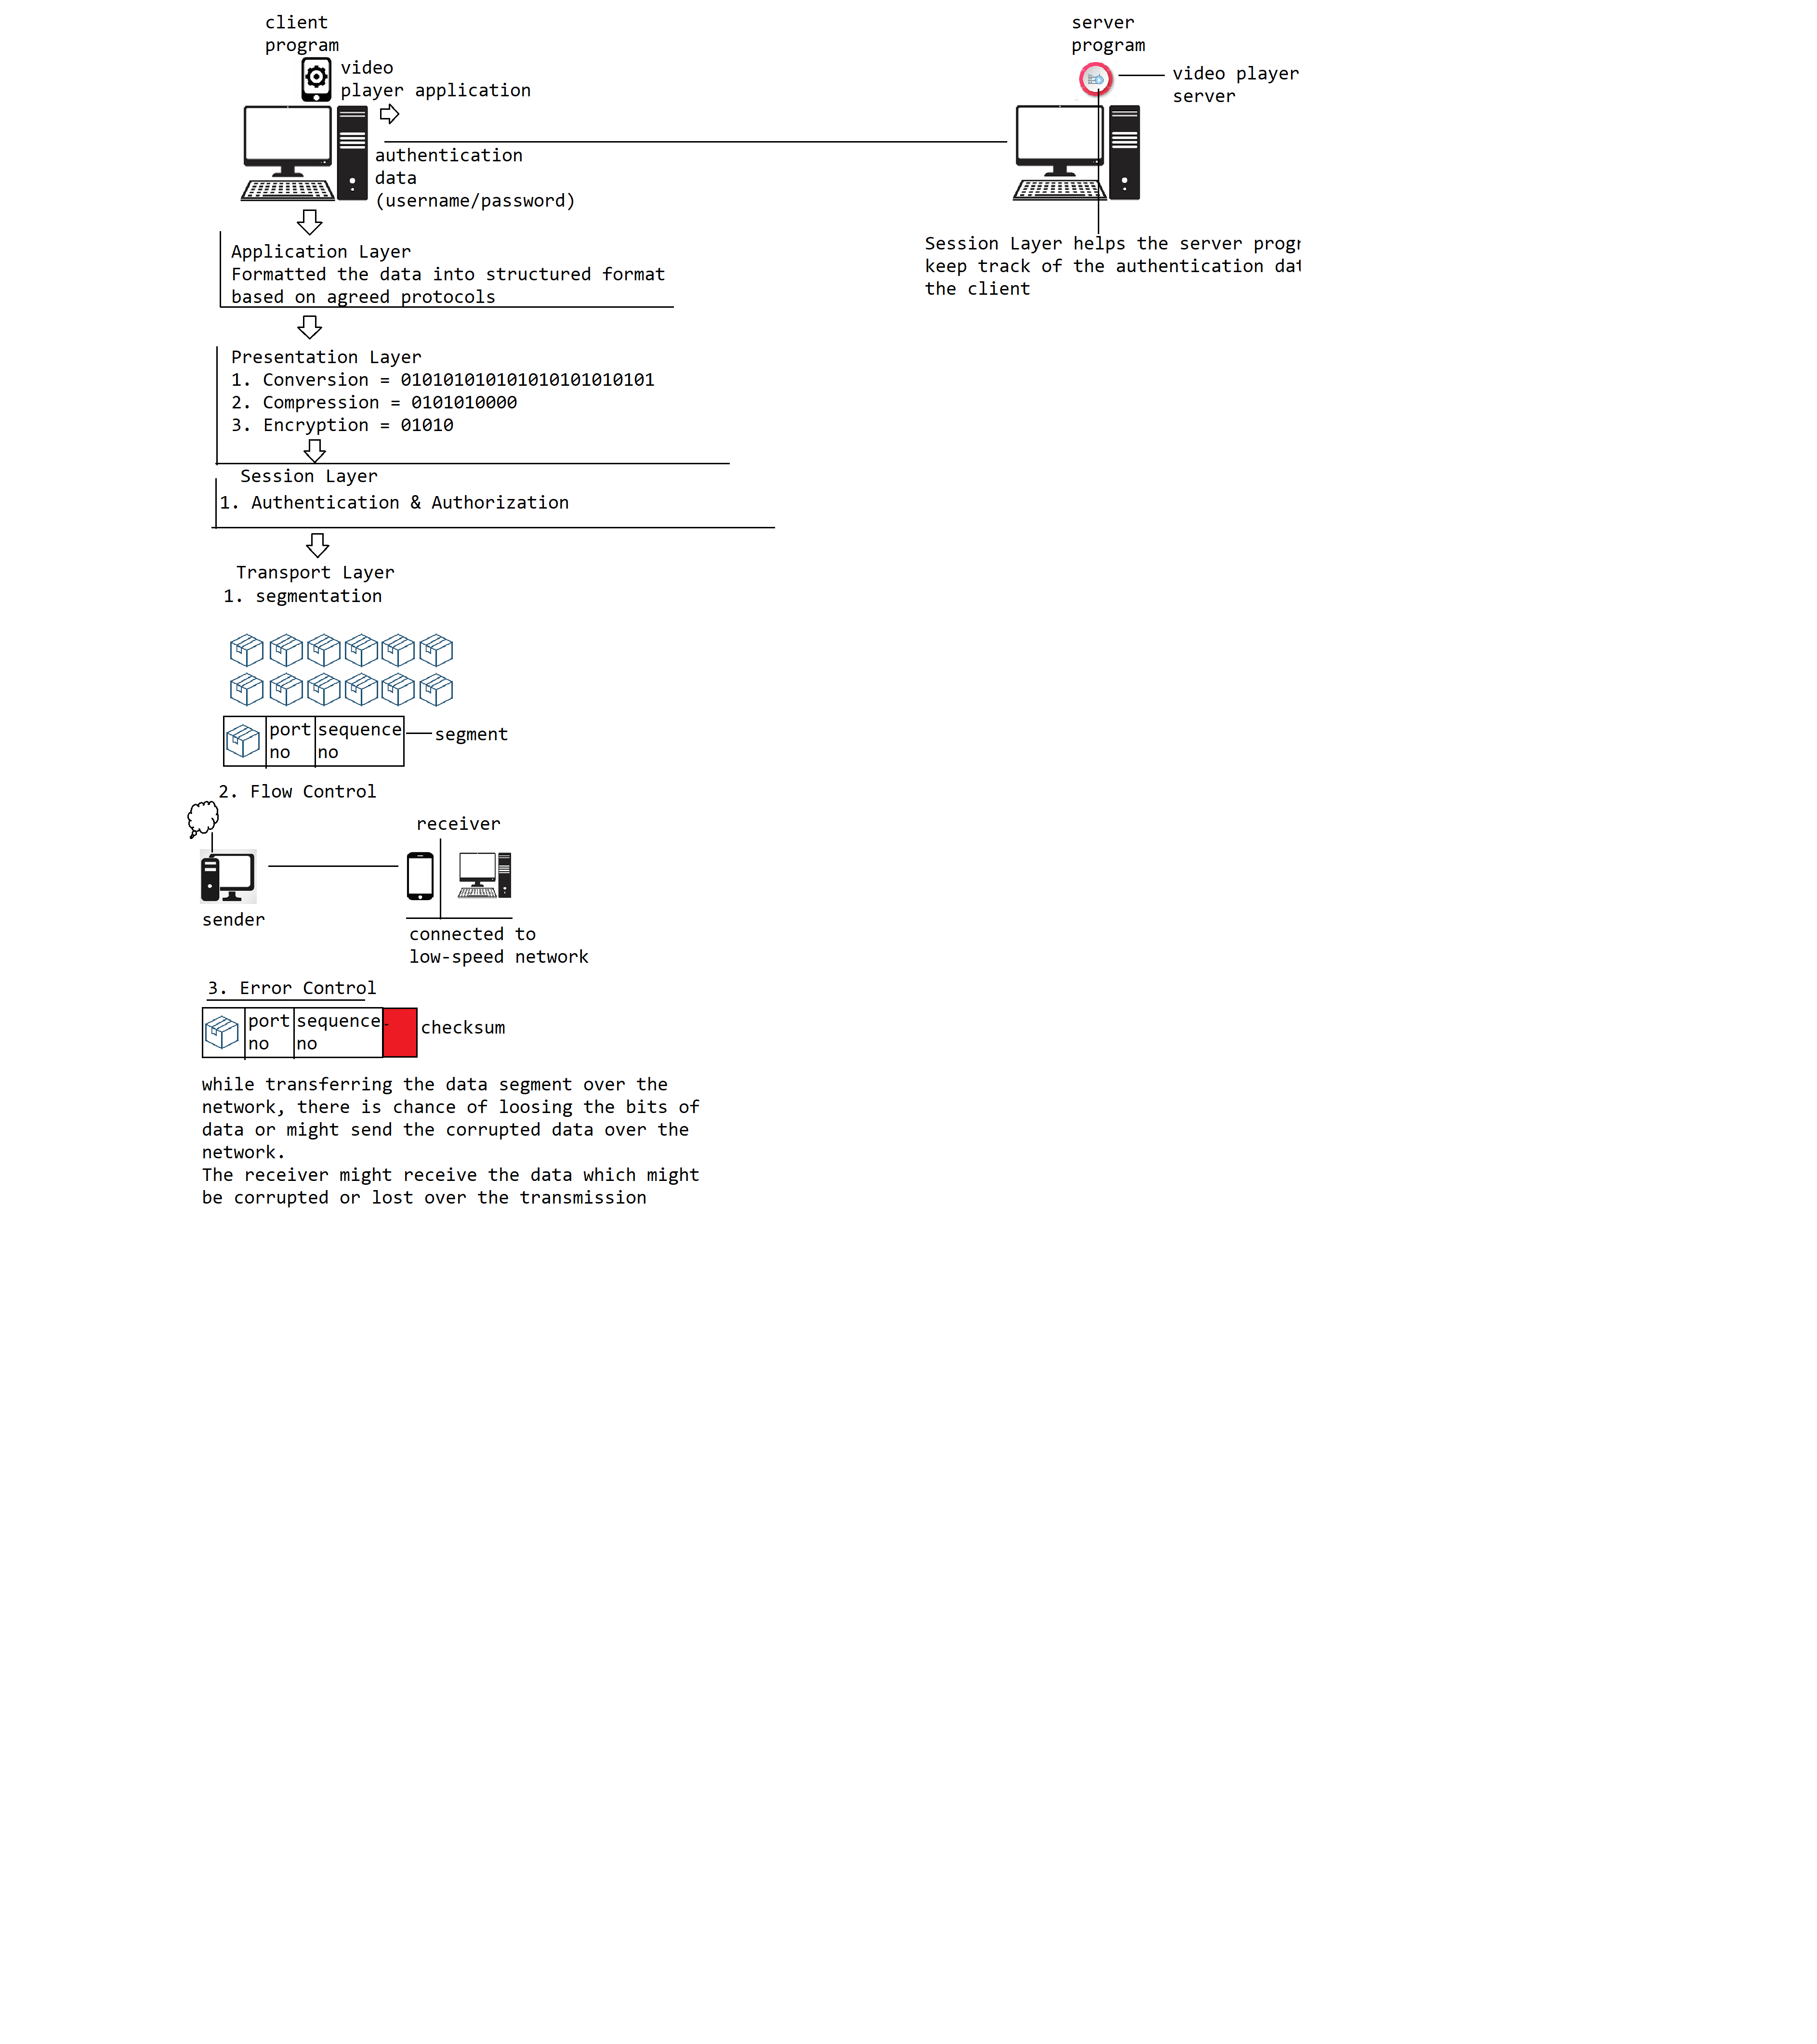 client
program
video
player application
authentication
data
(username/password)
server
program
video player
server
Session Layer helps the server progr
keep track of the authentication dat
the client
Application Layer
Formatted the data into structured format
based on agreed protocols
Presentation Layer
1. Conversion = 010101010101010101010101
2. Compression = 0101010000
3. Encryption = 01010
Session Layer
1. Authentication & Authorization
Transport Layer
1. segmentation
port
no
sequence
no
segment
2. Flow Control
receiver
sender
connected to
low-speed network
3. Error Control
port
no
sequence
no
checksum
while transferring the data segment over the
network, there is chance of loosing the bits of
data or might send the corrupted data over the
network.
The receiver might receive the data which might
be corrupted or lost over the transmission